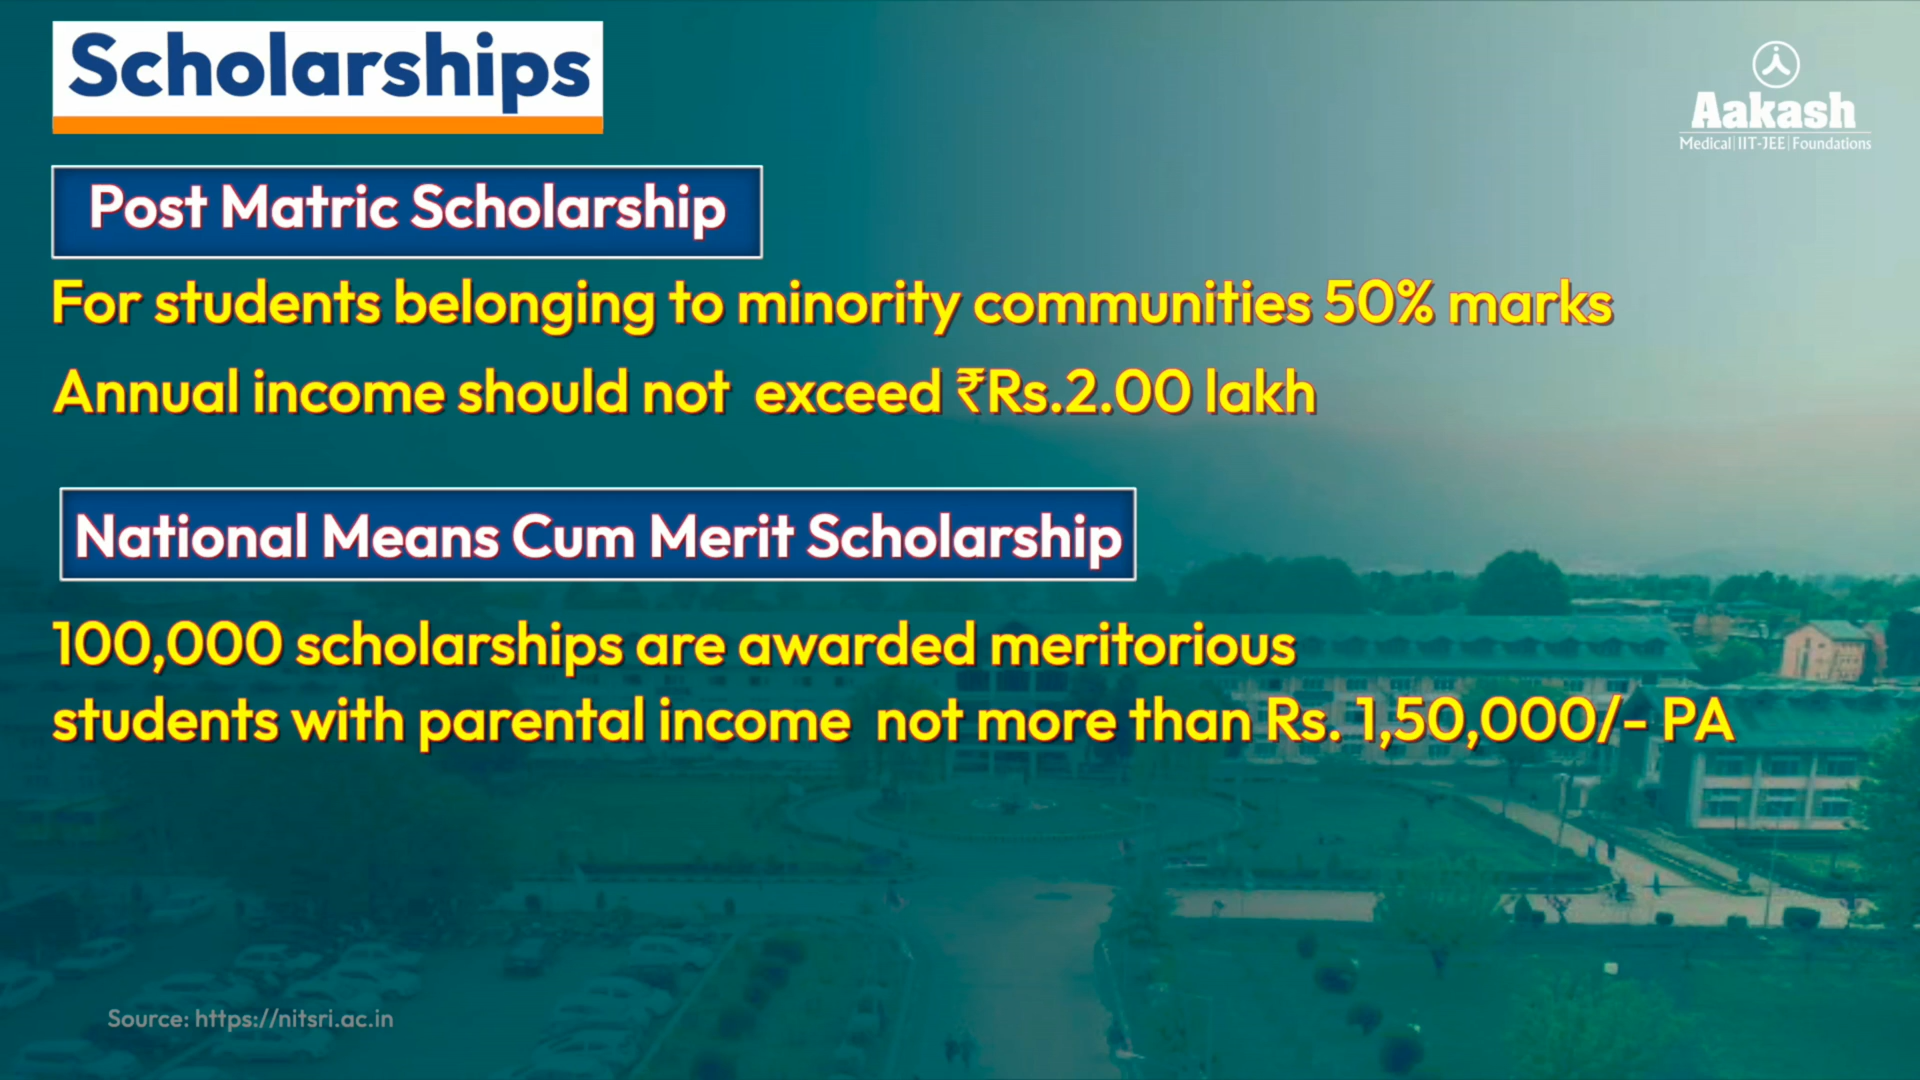 Scholarships
Aakash
Medical|IIT-JEE|Foundations
Post Matric Scholarship
For students belonging to minority communities 50% marks
Annual income should not exceed ₹Rs.2.00 lakh
National Means Cum Merit Scholarship
100,000 scholarships are awarded meritorious
students with parental income not more than Rs. 1,50,000/- PA
Source: https://nitsri.ac.in